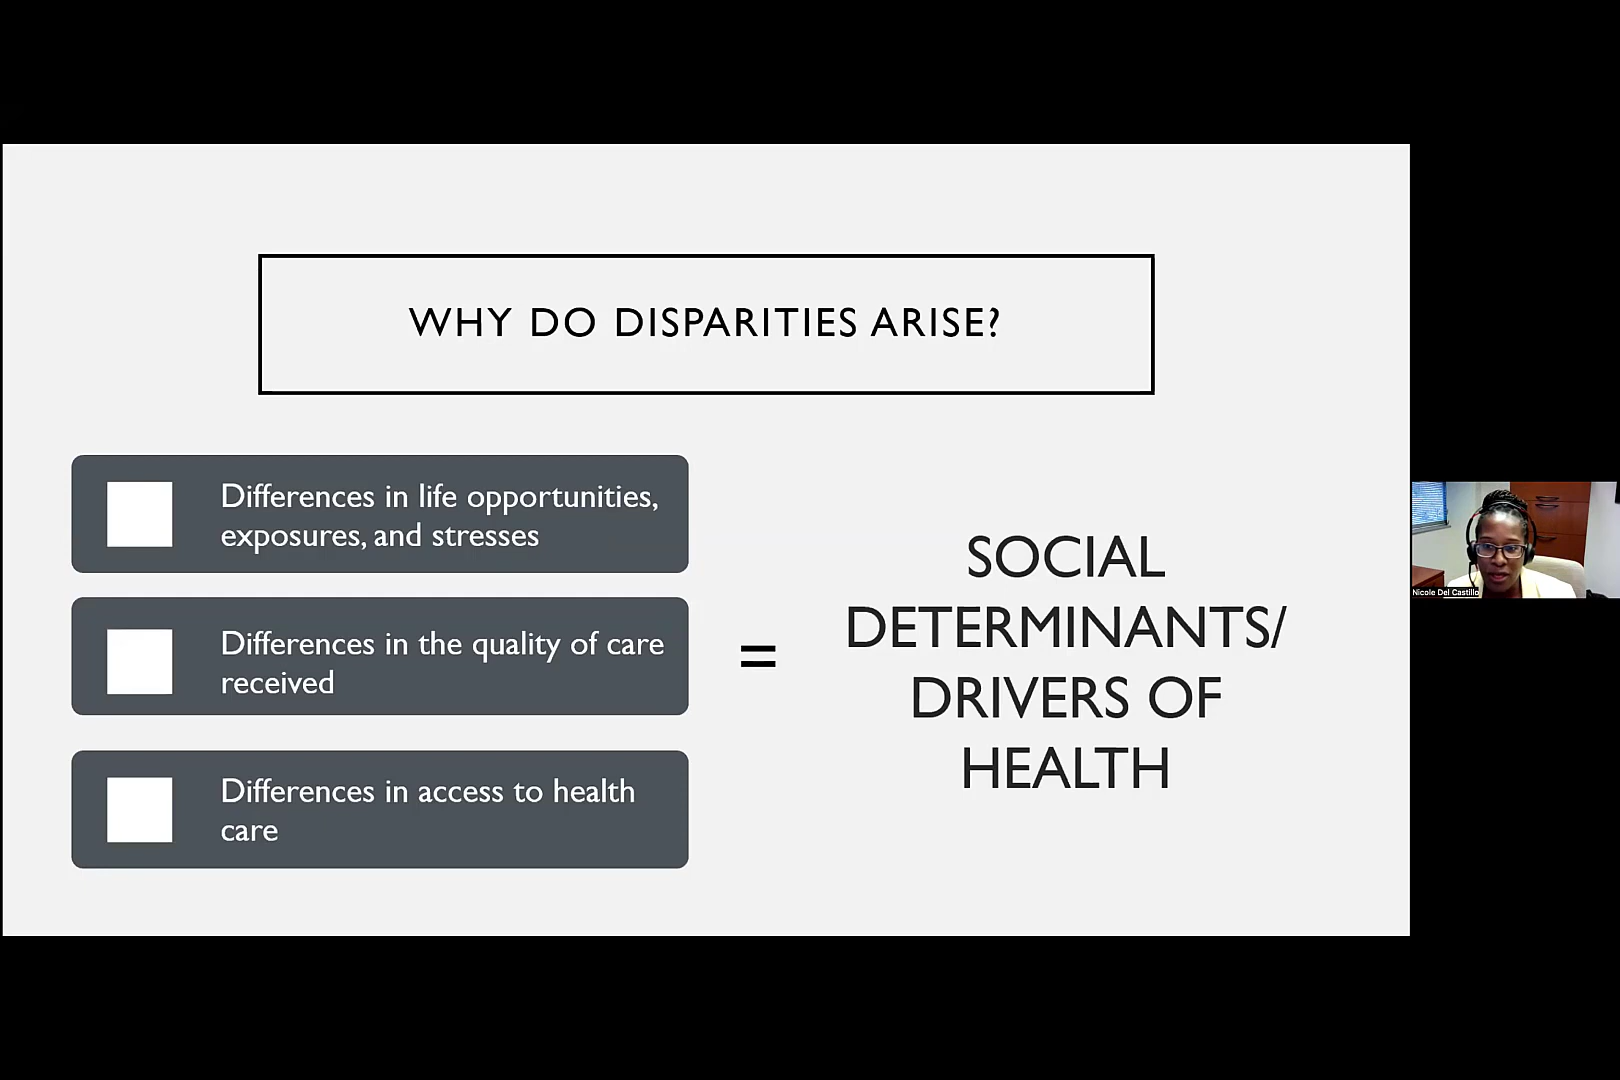 WHY DO DISPARITIES ARISE?
Differences in life opportunities,
exposures, and stresses
Differences in the quality of care
received
Differences in access to health
care
=
SOCIAL
DETERMINANTS/
DRIVERS OF
HEALTH
Nicole Del Castillo